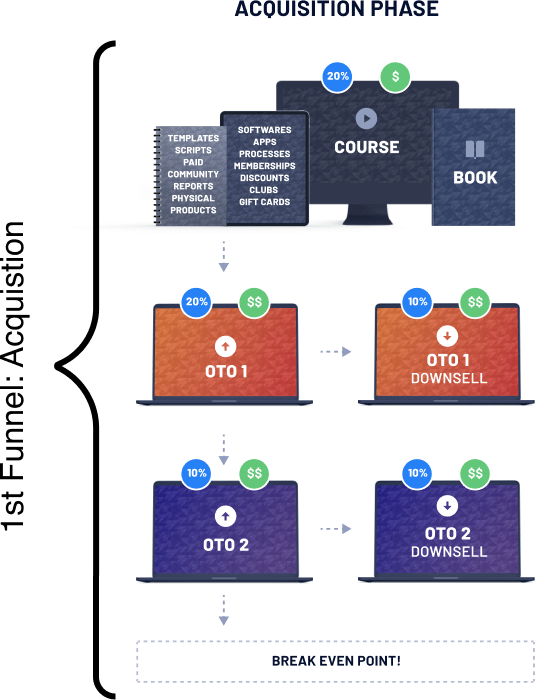 ACQUISITION PHASE
1st Funnel: Acquistion
20%
$
TEMPLATES
SCRIPTS
PAID
COMMUNITY
REPORTS
PHYSICAL
PRODUCTS
SOFTWARES
APPS
PROCESSES
MEMBERSHIPS
DISCOUNTS
CLUBS
GIFT CARDS
COURSE
BOOK
20%
$$
OTO 1
10%
$$
OTO 1
DOWNSELL
10%
$$
OTO 2
10%
$$
OTO 2
DOWNSELL
BREAK EVEN POINT!